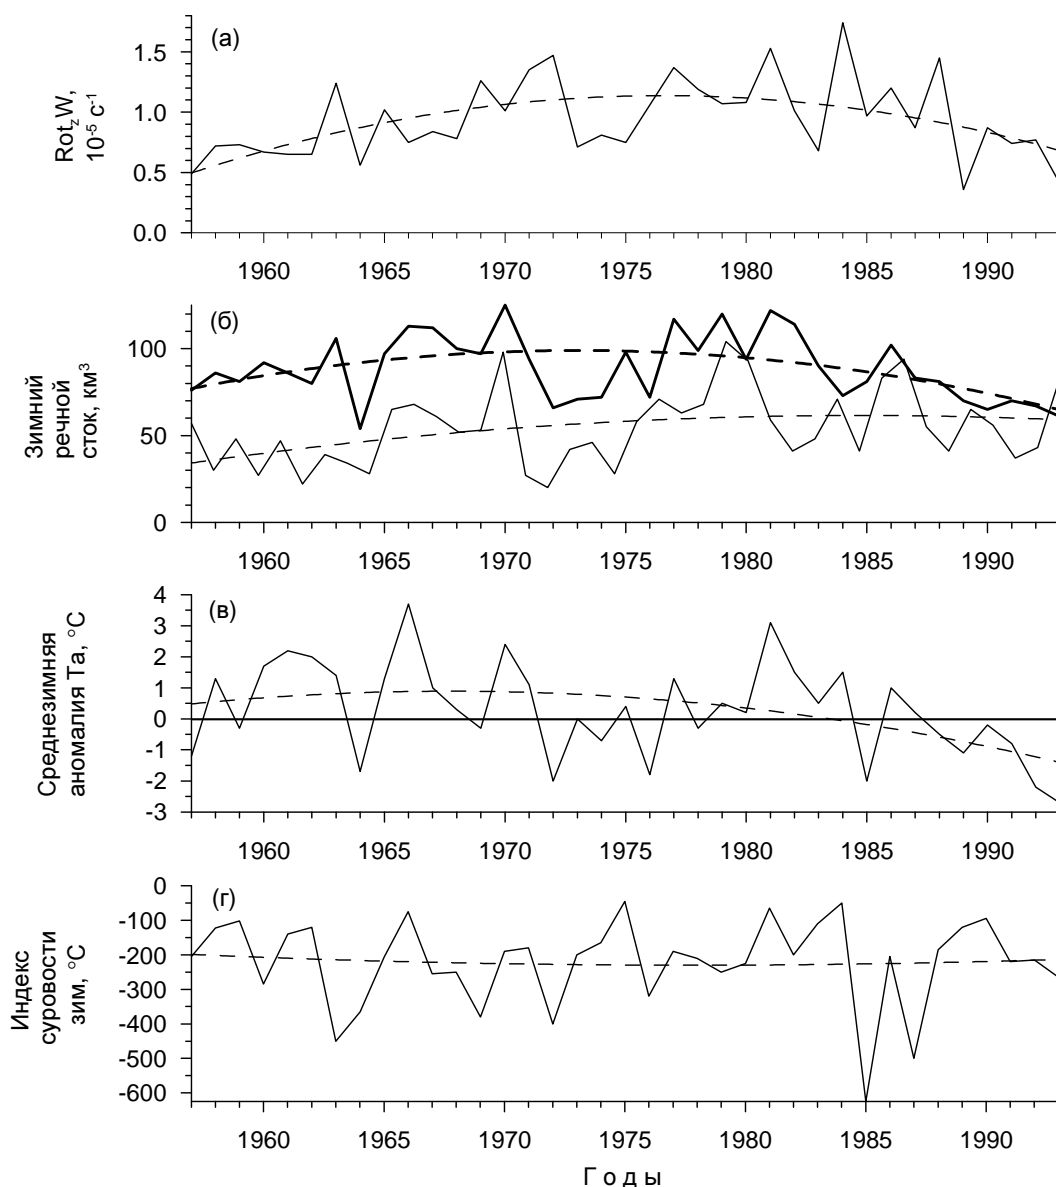 (а)
Rot_zW,
10^-5 с^-1
1.5
1.0
0.5
0.0
1960 1965 1970 1975 1980 1985 1990
(б)
Зимний
речной
сток, км³
100
50
0
1960 1965 1970 1975 1980 1985 1990
(в)
Среднезимняя
аномалия Та, °С
4
3
2
1
0
-1
-2
-3
1960 1965 1970 1975 1980 1985 1990
(г)
Индекс
суровости
зим, °С
0
-100
-200
-300
-400
-500
-600
1960 1965 1970 1975 1980 1985 1990
Г о д ы